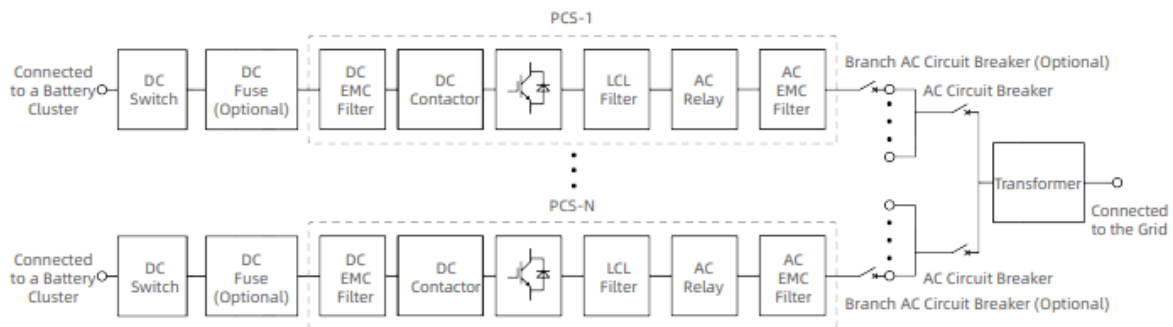 PCS-1
Connected
to a Battery
Cluster
DC
Switch
DC
Fuse
(Optional)
DC
EMC
Filter
DC
Contactor
LCL
Filter
AC
Relay
AC
EMC
Filter
Branch AC Circuit Breaker (Optional)
AC Circuit Breaker
Transformer
Connected
to the Grid
PCS-N
Connected
to a Battery
Cluster
DC
Switch
DC
Fuse
(Optional)
DC
EMC
Filter
DC
Contactor
LCL
Filter
AC
Relay
AC
EMC
Filter
AC Circuit Breaker
Branch AC Circuit Breaker (Optional)